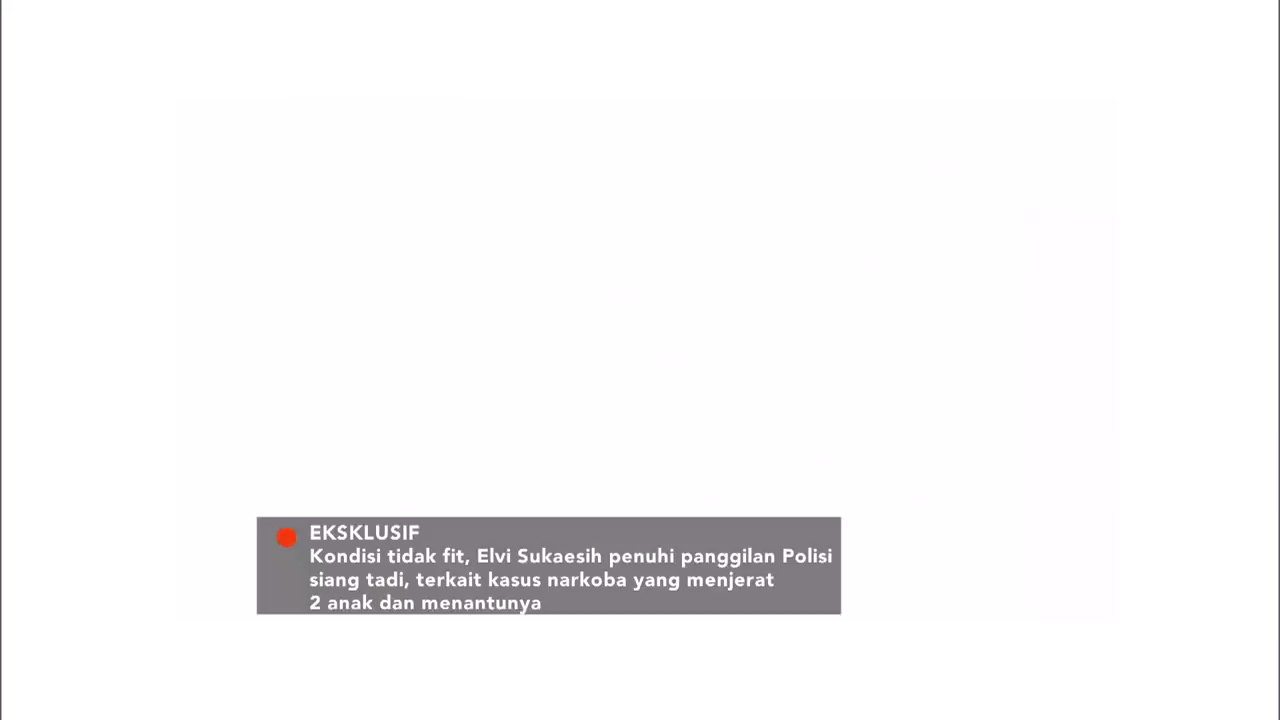 EKSKLUSIF
Kondisi tidak fit, Elvi Sukaesih penuhi panggilan Polisi
siang tadi, terkait kasus narkoba yang menjerat
2 anak dan menantunya